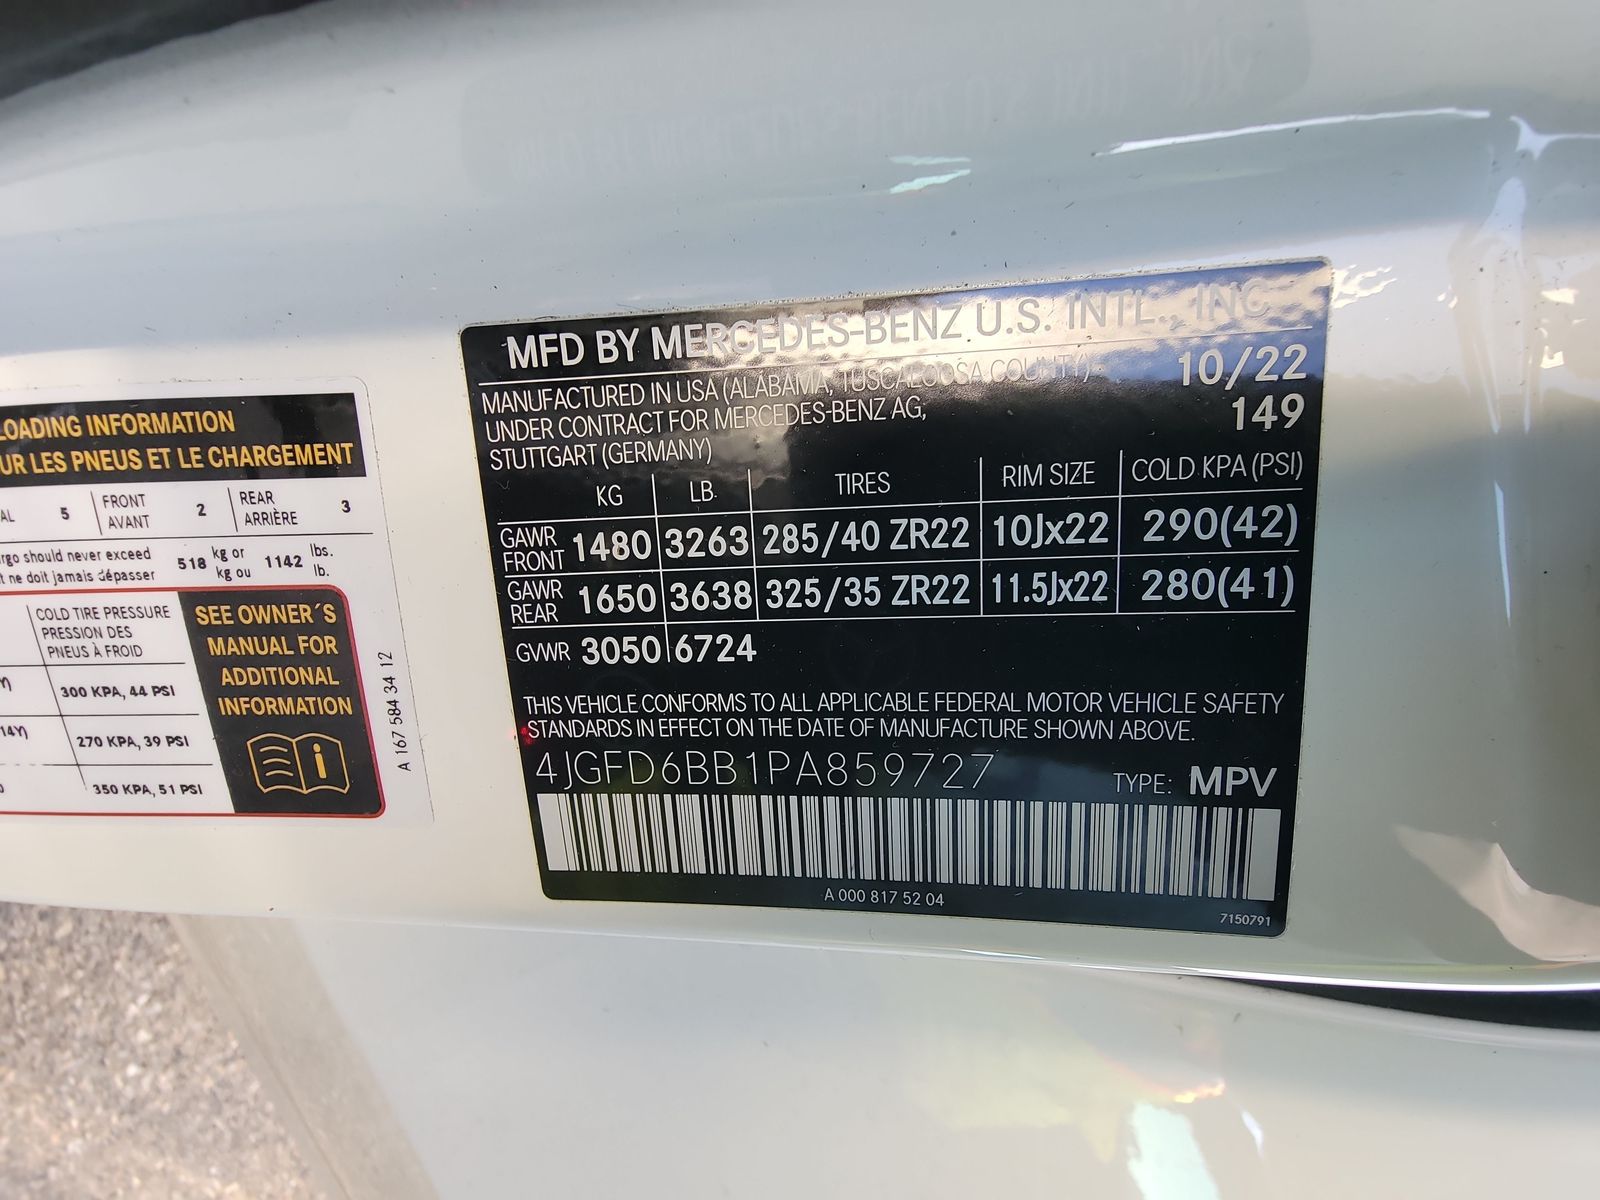 LOADING INFORMATION
UR LES PNEUS ET LE CHARGEMENT
AL 5 FRONT AVANT 2 REAR ARRIÈRE 3
rgo should never exceed 518 kg or 1142 lbs.
t ne doit jamais dépasser kg ou lb.
COLD TIRE PRESSURE
PRESSION DES
PNEUS À FROID
300 KPA, 44 PSI
14Y) 270 KPA, 39 PSI
350 KPA, 51 PSI
SEE OWNER´S
MANUAL FOR
ADDITIONAL
INFORMATION
A 167 584 34 12
MFD BY MERCEDES-BENZ U.S. INTL., INC
MANUFACTURED IN USA (ALABAMA, TUSCALOOSA COUNTY) 10/22
UNDER CONTRACT FOR MERCEDES-BENZ AG, 149
STUTTGART (GERMANY)
KG LB TIRES RIM SIZE COLD KPA (PSI)
GAWR FRONT 1480 3263 285/40 ZR22 10Jx22 290(42)
GAWR REAR 1650 3638 325/35 ZR22 11.5Jx22 280(41)
GVWR 3050 6724
THIS VEHICLE CONFORMS TO ALL APPLICABLE FEDERAL MOTOR VEHICLE SAFETY
STANDARDS IN EFFECT ON THE DATE OF MANUFACTURE SHOWN ABOVE.
4JGFD6BB1PA859727 TYPE: MPV
A 000 817 52 04
7150791